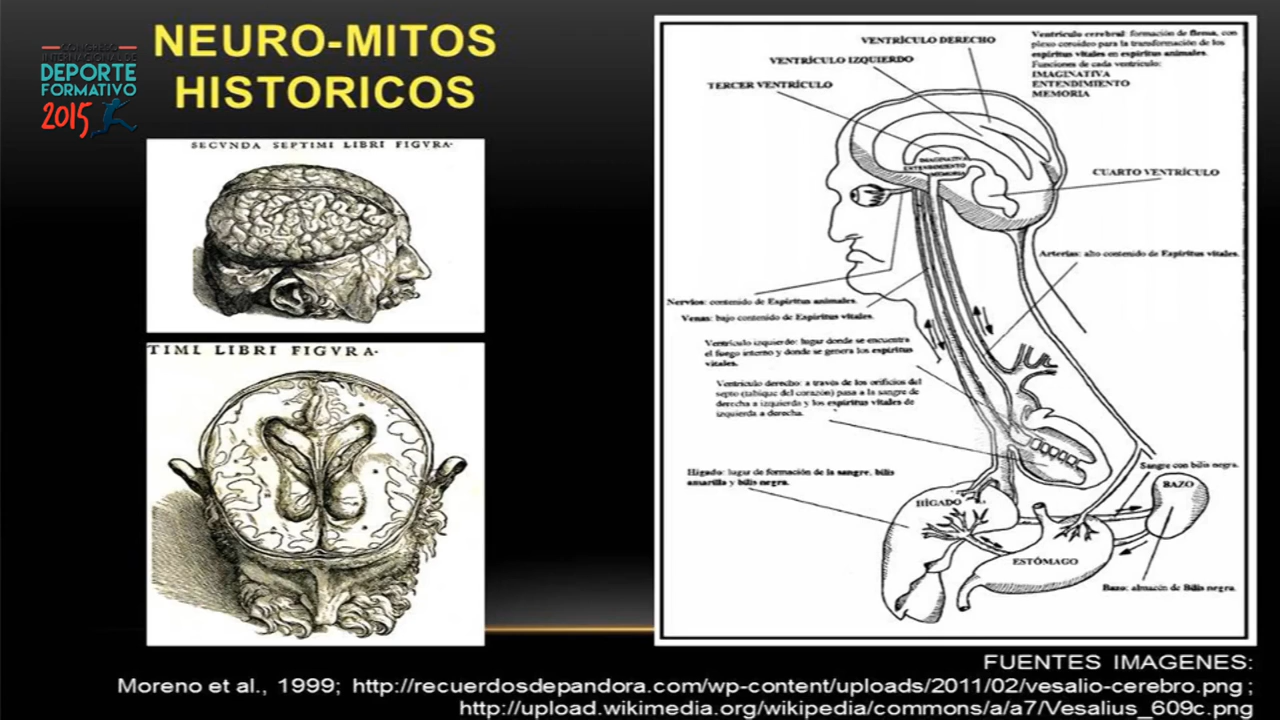 CONGRESO
INTERNACIONAL DE
DEPORTE
FORMATIVO
2015
NEURO-MITOS
HISTORICOS
SECVNDA SEPTIMI LIBRI FIGVRA·
TIMI LIBRI FIGVRA·
VENTRÍCULO DERECHO
VENTRÍCULO IZQUIERDO
TERCER VENTRÍCULO
Ventrículo cerebral: formación de flema, con
plexo coroideo para la transformación de los
espíritus vitales en espíritus animales.
Funciones de cada ventrículo:
IMAGINATIVA
ENTENDIMIENTO
MEMORIA
IMAGINATIVA
ENTENDIMIENTO
MEMORIA
CUARTO VENTRÍCULO
Arterias: alto contenido de Espíritus vitales.
Nervios: contenido de Espíritus animales.
Venas: bajo contenido de Espíritus vitales.
Ventrículo izquierdo: lugar donde se encuentra
el fuego interno y donde se genera los espíritus
vitales.
Ventrículo derecho: a través de los orificios del
septo (tabique del corazón) pasa a la sangre de
derecha a izquierda y los espíritus vitales de
izquierda a derecha.
Hígado: lugar de formación de la sangre, bilis
amarilla y bilis negra.
Sangre con bilis negra.
BAZO
HÍGADO
ESTÓMAGO
Bazo: almacén de Bilis negra.
FUENTES IMAGENES:
Moreno et al., 1999; http://recuerdosdepandora.com/wp-content/uploads/2011/02/vesalio-cerebro.png ;
http://upload.wikimedia.org/wikipedia/commons/a/a7/Vesalius_609c.png